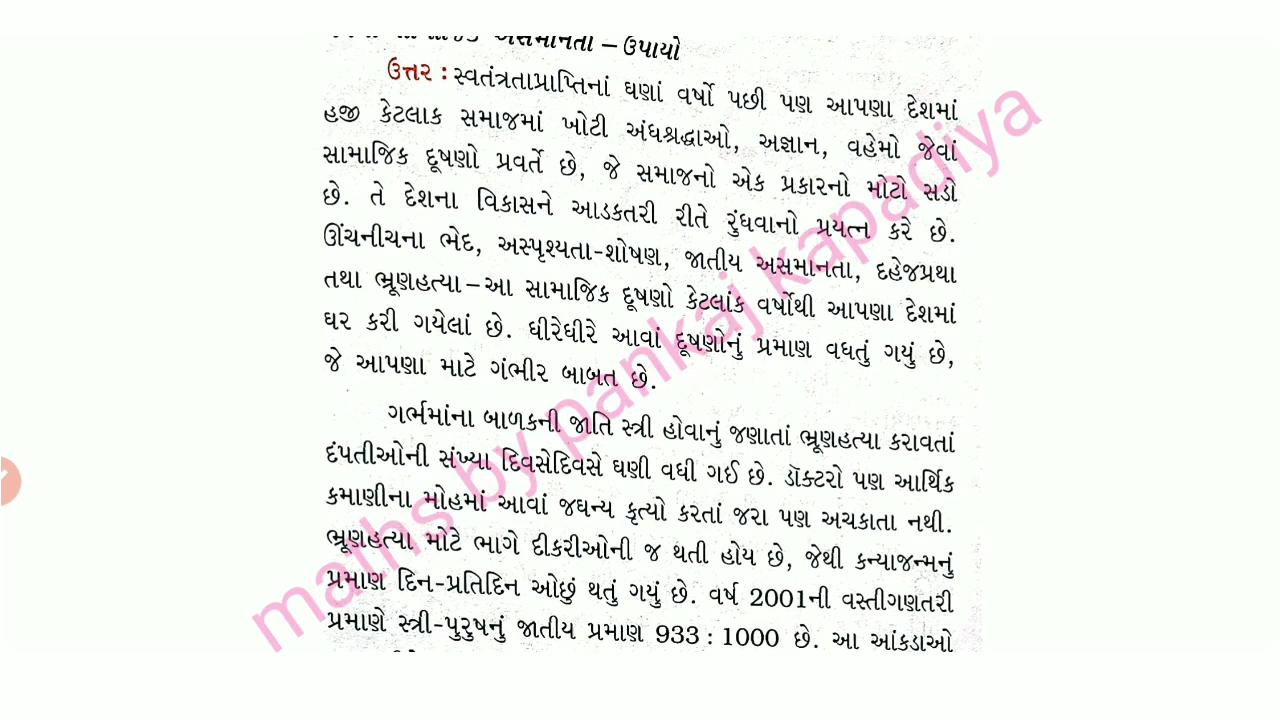 અસમાનતા – ઉપાયો
ઉત્તર : સ્વતંત્રતાપ્રાપ્તિનાં ઘણાં વર્ષો પછી પણ આપણા દેશમાં
હજી કેટલાક સમાજમાં ખોટી અંધશ્રદ્ધાઓ, અજ્ઞાન, વહેમો જેવાં
સામાજિક દૂષણો પ્રવર્તે છે, જે સમાજનો એક પ્રકારનો મોટો સડો
છે. તે દેશના વિકાસને આડકતરી રીતે રુંધવાનો પ્રયત્ન કરે છે.
ઊંચનીચના ભેદ, અસ્પૃશ્યતા-શોષણ, જાતીય અસમાનતા, દહેજપ્રથા
તથા ભ્રૂણહત્યા – આ સામાજિક દૂષણો કેટલાંક વર્ષોથી આપણા દેશમાં
ઘર કરી ગયેલાં છે. ધીરેધીરે આવાં દૂષણોનું પ્રમાણ વધતું ગયું છે,
જે આપણા માટે ગંભીર બાબત છે.
ગર્ભમાંના બાળકની જાતિ સ્ત્રી હોવાનું જણાતાં ભ્રૂણહત્યા કરાવતાં
દંપતીઓની સંખ્યા દિવસેદિવસે ઘણી વધી ગઈ છે. ડૉક્ટરો પણ આર્થિક
કમાણીના મોહમાં આવાં જઘન્ય કૃત્યો કરતાં જરા પણ અચકાતા નથી.
ભ્રૂણહત્યા મોટે ભાગે દીકરીઓની જ થતી હોય છે, જેથી કન્યાજન્મનું
પ્રમાણ દિન-પ્રતિદિન ઓછું થતું ગયું છે. વર્ષ 2001ની વસ્તીગણતરી
પ્રમાણે સ્ત્રી-પુરુષનું જાતીય પ્રમાણ 933 : 1000 છે. આ આંકડાઓ
maths by pankaj kapadiya